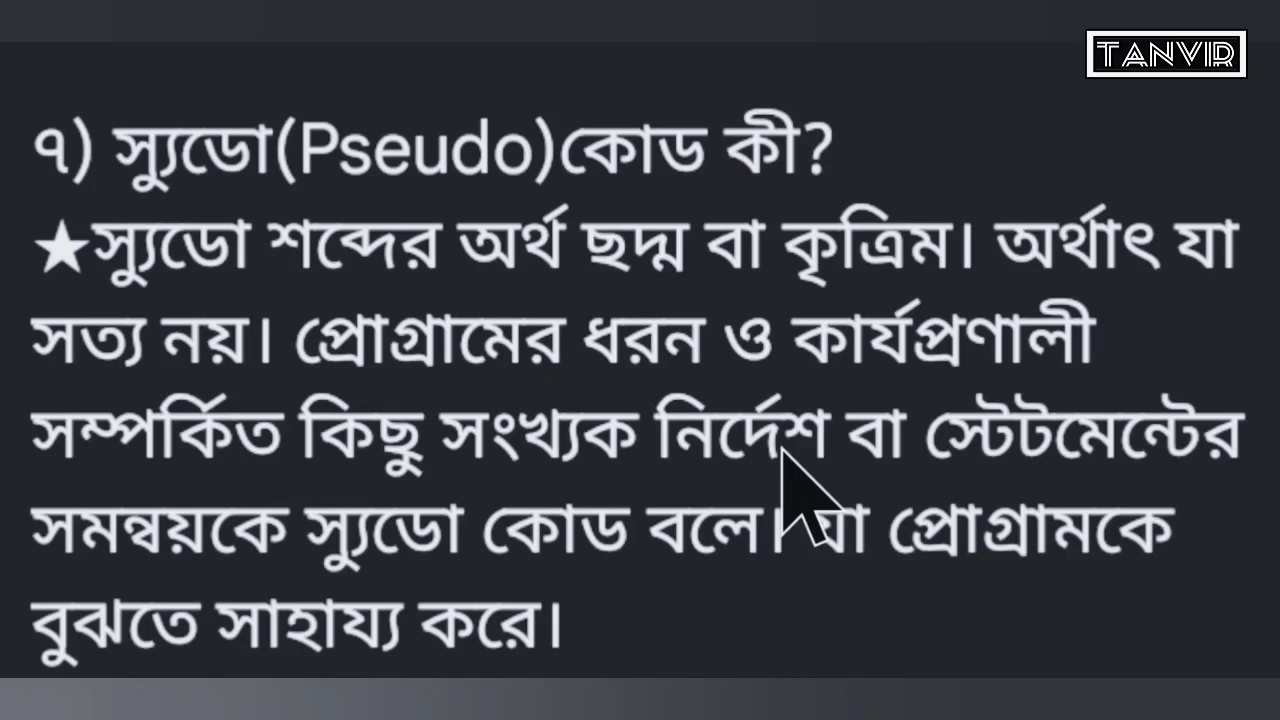 TANVIR
৭) স্যুডো(Pseudo)কোড কী?
★স্যুডো শব্দের অর্থ ছদ্ম বা কৃত্রিম। অর্থাৎ যা
সত্য নয়। প্রোগ্রামের ধরন ও কার্যপ্রণালী
সম্পর্কিত কিছু সংখ্যক নির্দেশ বা স্টেটমেন্টের
সমন্বয়কে স্যুডো কোড বলে। যা প্রোগ্রামকে
বুঝতে সাহায্য করে।